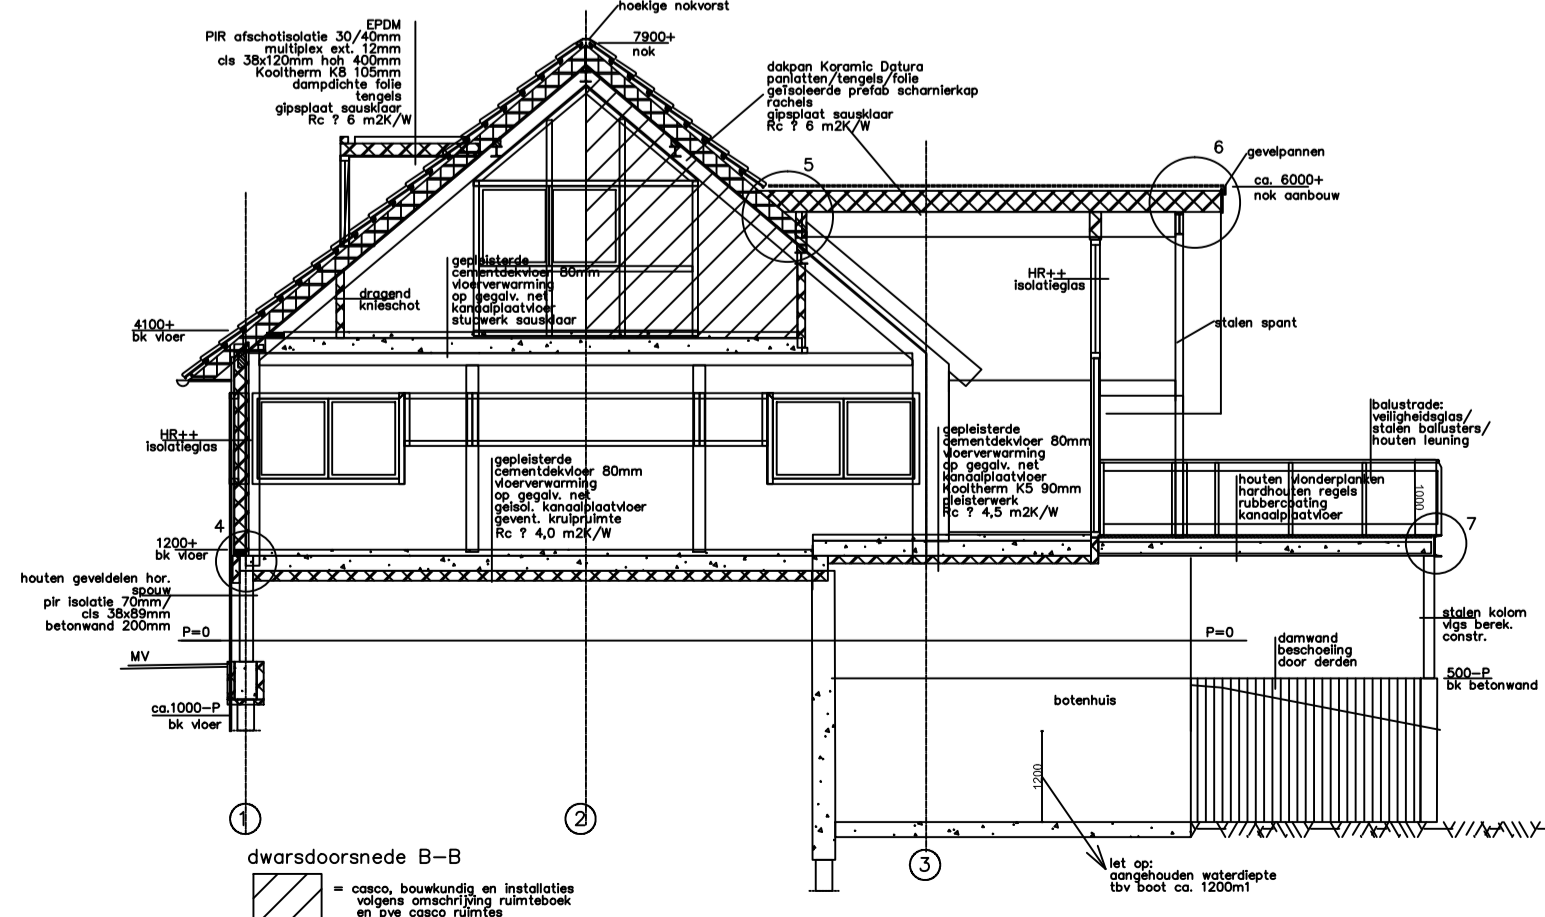 hoekige nokvorst
7900+
nok
EPDM
PIR afschotisolatie 30/40mm
multiplex ext. 12mm
cls 38x120mm hoh 400mm
Kooltherm K8 105mm
dampdichte folie
tengels
gipsplaat sausklaar
Rc ? 6 m2K/W
dakpan Koramic Datura
panlatten/tengels/folie
geïsoleerde prefab scharnierkap
rachels
gipsplaat sausklaar
Rc ? 6 m2K/W
5
6
gevelpannen
ca. 6000+
nok aanbouw
HR++
isolatieglas
stalen spant
gepleisterde
cementdekvloer 80mm
vloerverwarming
op gegalv. net
kanaalplaatvloer
stucwerk sausklaar
dragend
knieschot
4100+
bk vloer
HR++
isolatieglas
balustrade:
veiligheidsglas/
stalen ballusters/
houten leuning
gepleisterde
cementdekvloer 80mm
vloerverwarming
op gegalv. net
geisol. kanaalplaatvloer
gevent. kruipruimte
Rc ? 4,0 m2K/W
gepleisterde
cementdekvloer 80mm
vloerverwarming
op gegalv. net
kanaalplaatvloer
Kooltherm K5 90mm
pleisterwerk
Rc ? 4,5 m2K/W
houten vlonderplanken
hardhouten regels
rubbercoating
kanaalplaatvloer
1000
4
7
1200+
bk vloer
houten geveldelen hor.
spouw
pir isolatie 70mm/
cls 38x89mm
betonwand 200mm
P=0
P=0
MV
ca.1000-P
bk vloer
stalen kolom
vlgs berek.
constr.
damwand
beschoeiing
door derden
500-P
bk betonwand
botenhuis
1200
1
2
3
let op:
aangehouden waterdiepte
tbv boot ca. 1200m1
dwarsdoorsnede B-B
= casco, bouwkundig en installaties
volgens omschrijving ruimteboek
en pve casco ruimtes